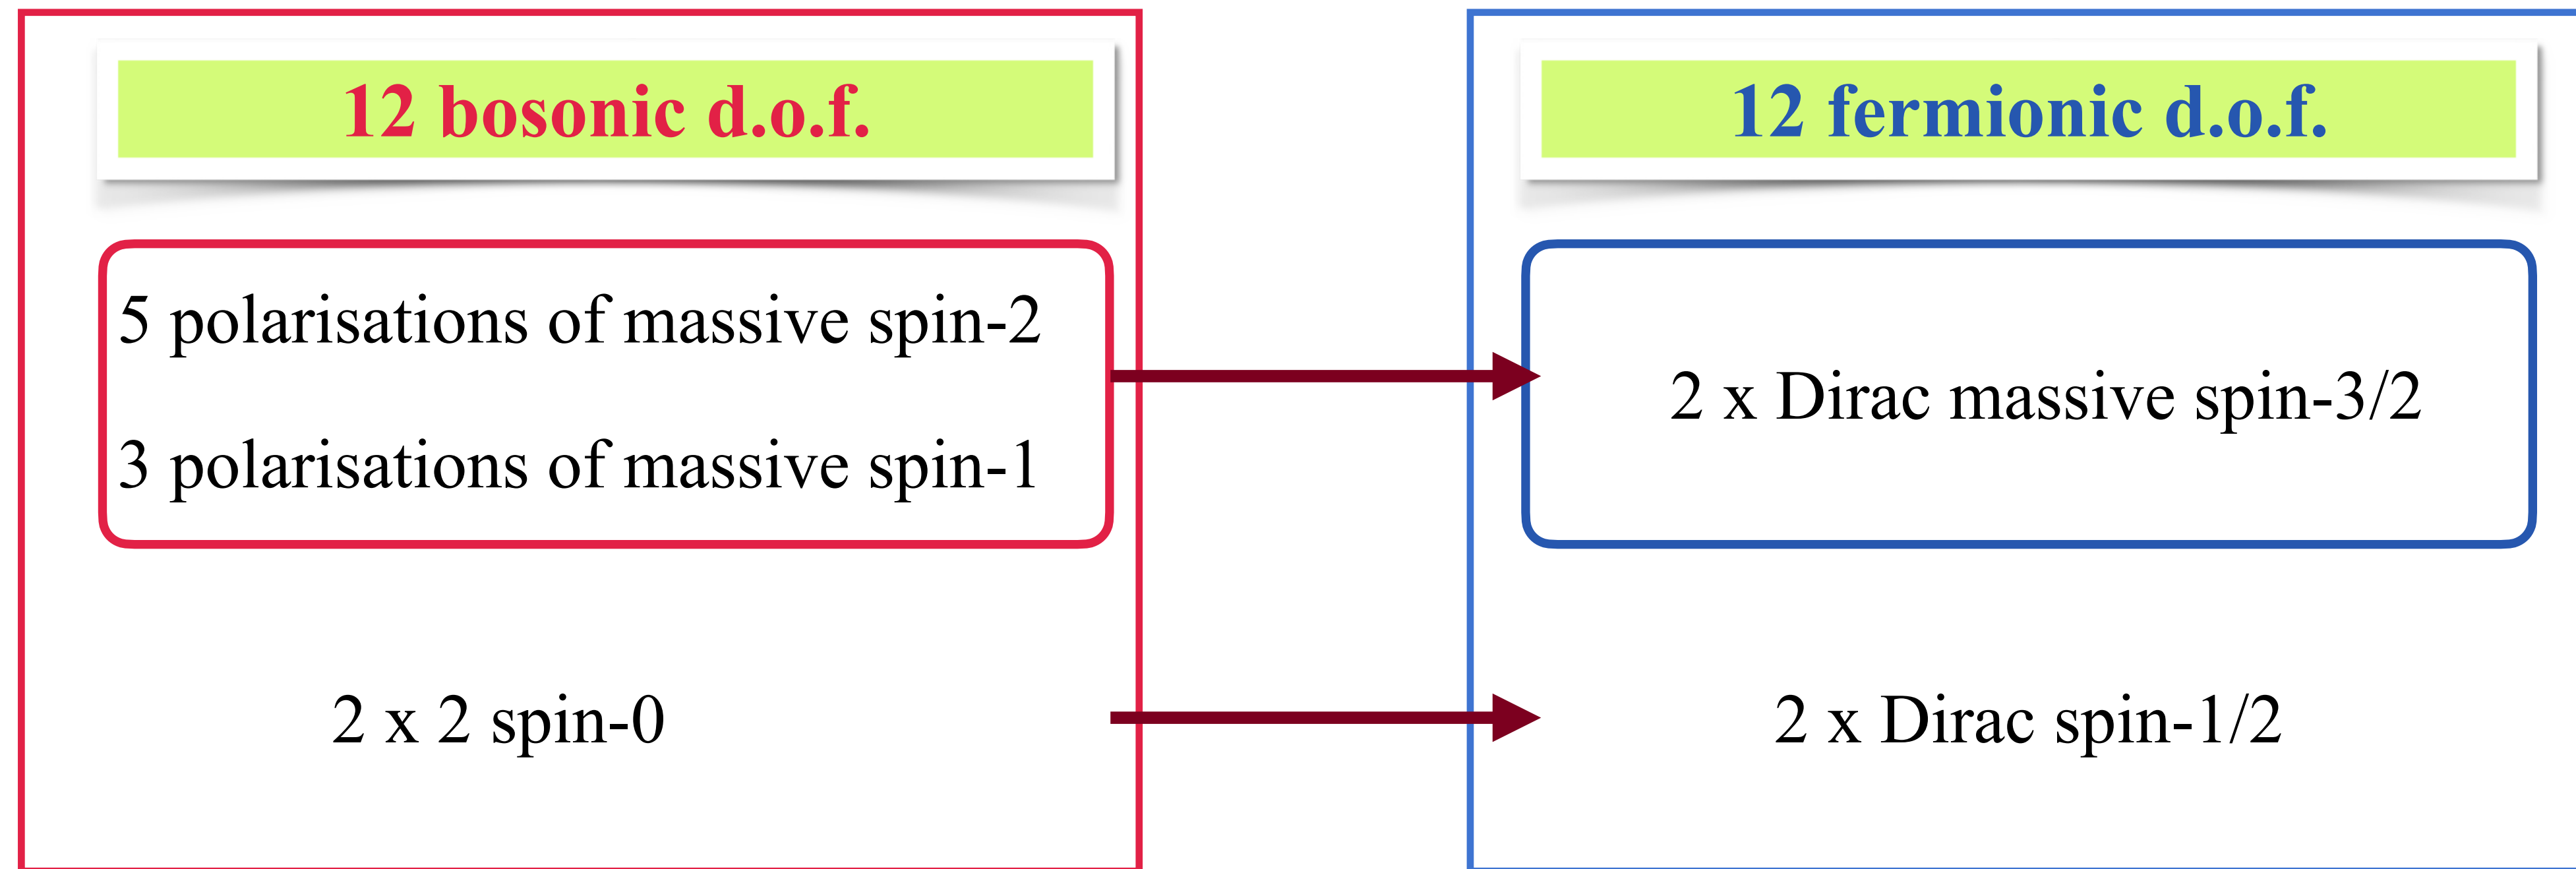 12 bosonic d.o.f.
5 polarisations of massive spin-2
3 polarisations of massive spin-1
2 x 2 spin-0
12 fermionic d.o.f.
2 x Dirac massive spin-3/2
2 x Dirac spin-1/2